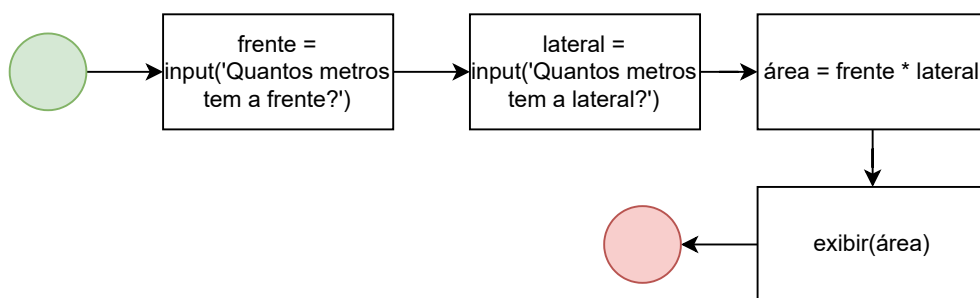 frente =
input('Quantos metros
tem a frente?')
lateral =
input('Quantos metros
tem a lateral?')
área = frente * lateral
exibir(área)